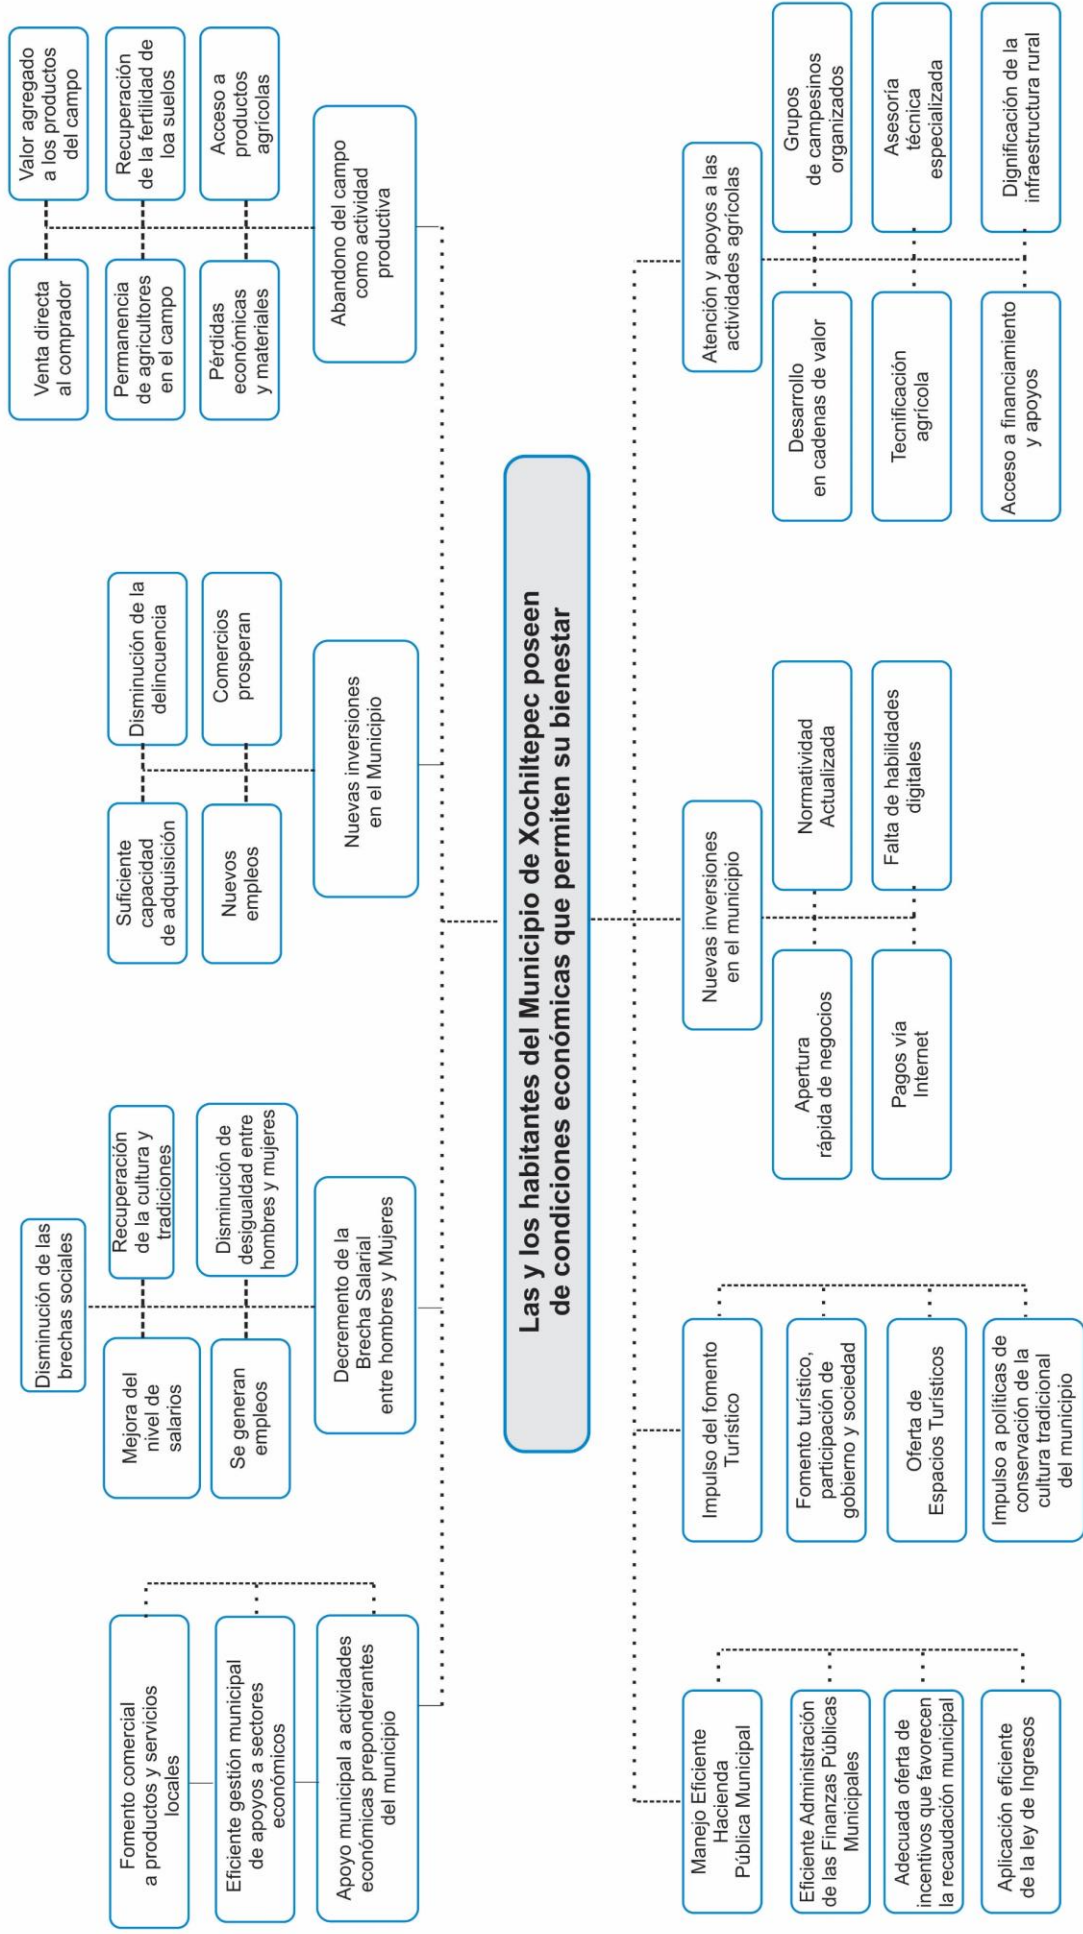 Disminución de las
brechas sociales
Fomento comercial
a productos y servicios
locales
Eficiente gestión municipal
de apoyos a sectores
económicos
Apoyo municipal a actividades
económicas preponderantes
del municipio
Mejora del
nivel de
salarios
Recuperación
de la cultura y
tradiciones
Se generan
empleos
Disminución de
desigualdad entre
hombres y mujeres
Decremento de la
Brecha Salarial
entre hombres y Mujeres
Suficiente
capacidad
de adquisición
Disminución de la
delincuencia
Nuevos
empleos
Comercios
prosperan
Nuevas inversiones
en el Municipio
Venta directa
al comprador
Valor agregado
a los productos
del campo
Permanencia
de agricultores
en el campo
Recuperación
de la fertilidad de
loa suelos
Pérdidas
económicas
y materiales
Acceso a
productos
agrícolas
Abandono del campo
como actividad
productiva
Las y los habitantes del Municipio de Xochiltepec poseen
de condiciones económicas que permiten su bienestar
Manejo Eficiente
Hacienda
Pública Municipal
Eficiente Administración
de las Finanzas Públicas
Municipales
Adecuada oferta de
incentivos que favorecen
la recaudación municipal
Aplicación eficiente
de la ley de Ingresos
Impulso del fomento
Turístico
Fomento turístico,
participación de
gobierno y sociedad
Oferta de
Espacios Turísticos
Impulso a políticas de
conservación de la
cultura tradicional
del municipio
Nuevas inversiones
en el municipio
Apertura
rápida de negocios
Normatividad
Actualizada
Pagos vía
Internet
Falta de habilidades
digitales
Atención y apoyos a las
actividades agrícolas
Desarrollo
en cadenas de valor
Grupos
de campesinos
organizados
Tecnificación
agrícola
Asesoría
técnica
especializada
Acceso a financiamiento
y apoyos
Dignificación de la
infraestructura rural